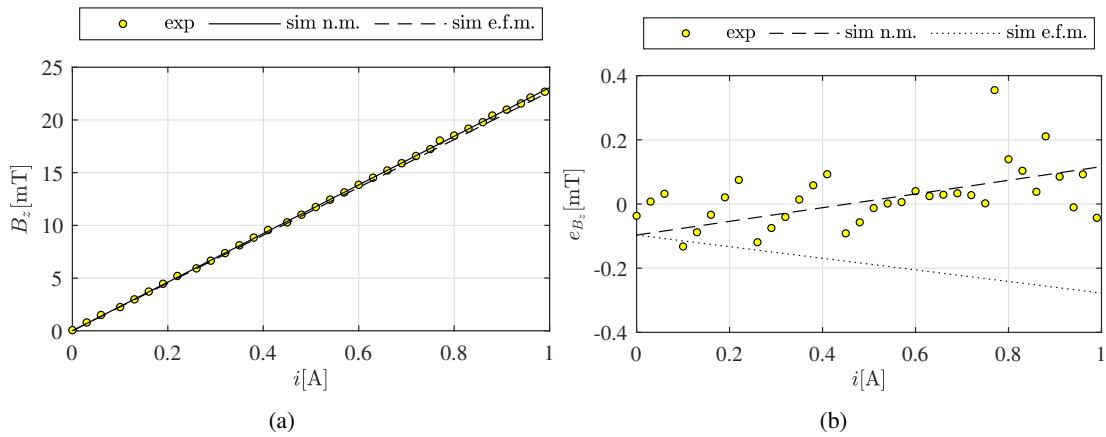 exp sim n.m. sim e.f.m.
25
20
15
10
5
0
0 0.2 0.4 0.6 0.8 1
B_z[mT]
i[A]
(a)
exp sim n.m. sim e.f.m.
0.4
0.2
0
-0.2
-0.4
0 0.2 0.4 0.6 0.8 1
e_{B_z}[mT]
i[A]
(b)